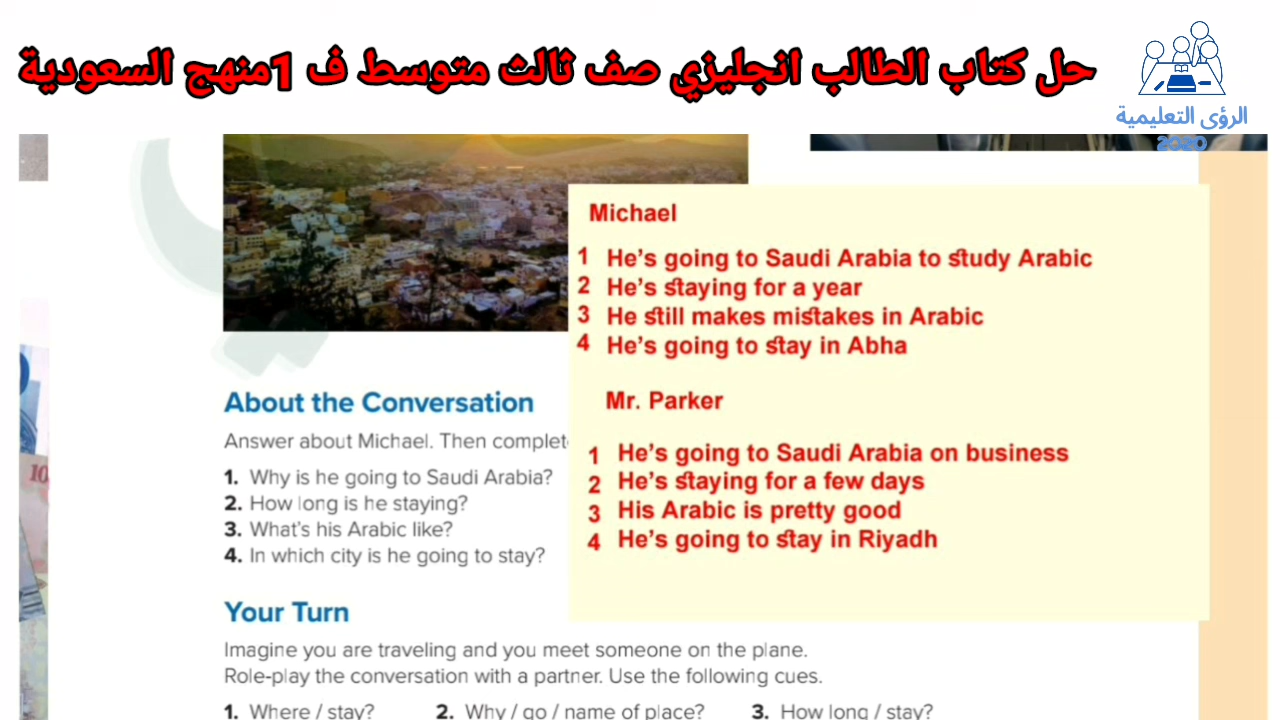 حل كتاب الطالب انجليزي صف ثالث متوسط ف 1منهج السعودية
الرؤى التعليمية
2020
Michael
1 He's going to Saudi Arabia to study Arabic
2 He's staying for a year
3 He still makes mistakes in Arabic
4 He's going to stay in Abha
Mr. Parker
1 He's going to Saudi Arabia on business
2 He's staying for a few days
3 His Arabic is pretty good
4 He's going to stay in Riyadh
About the Conversation
Answer about Michael. Then complet
1. Why is he going to Saudi Arabia?
2. How long is he staying?
3. What's his Arabic like?
4. In which city is he going to stay?
Your Turn
Imagine you are traveling and you meet someone on the plane.
Role-play the conversation with a partner. Use the following cues.
1. Where / stay? 2. Why / go / name of place? 3. How long / stay?
10